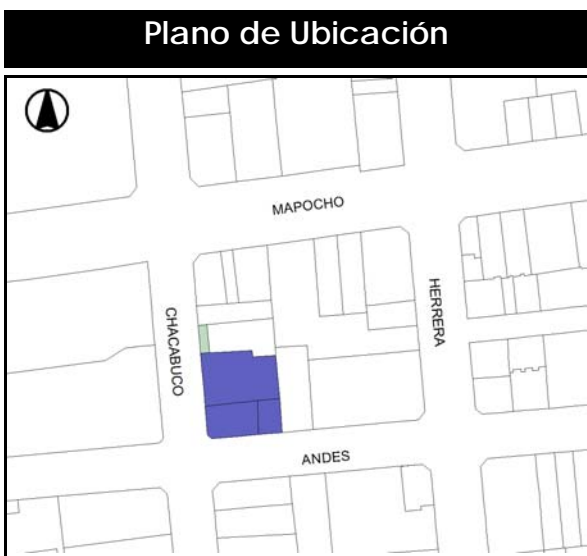 Plano de Ubicación
MAPOCHO
CHACABUCO
HERRERA
ANDES